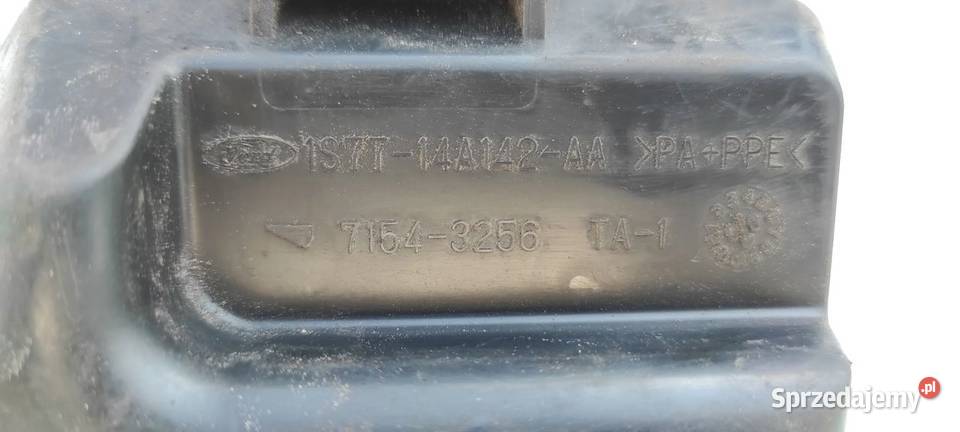 Ford 1S7T-14A142-AA >PA+PPE<
7154-3256 TA-1
Sprzedajemy.pl